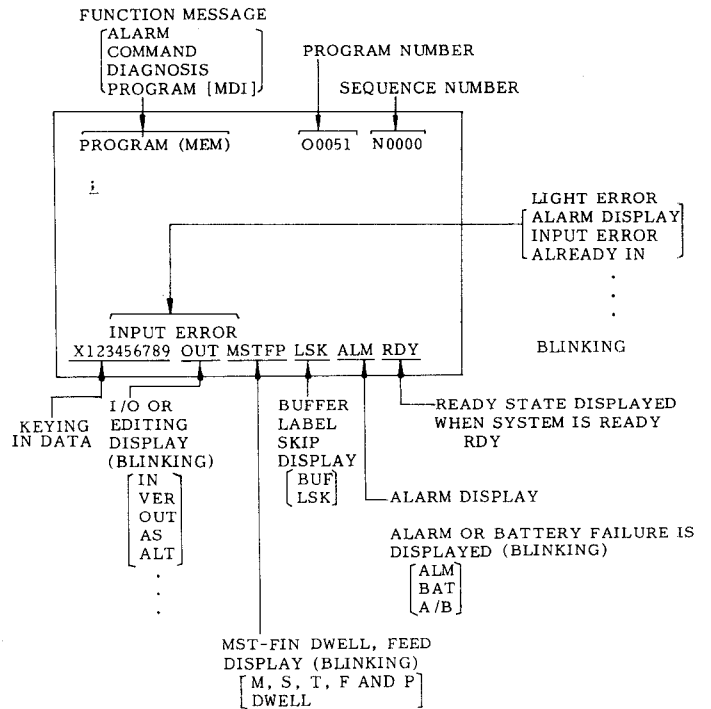 FUNCTION MESSAGE
ALARM
COMMAND
DIAGNOSIS
PROGRAM [MDI]
PROGRAM NUMBER
SEQUENCE NUMBER
PROGRAM (MEM) O0051 N0000
;
LIGHT ERROR
ALARM DISPLAY
INPUT ERROR
ALREADY IN
.
.
.
BLINKING
INPUT ERROR
X123456789 OUT MSTFP LSK ALM RDY
KEYING
IN DATA
I/O OR
EDITING
DISPLAY
(BLINKING)
IN
VER
OUT
AS
ALT
.
.
.
BUFFER
LABEL
SKIP
DISPLAY
BUF
LSK
READY STATE DISPLAYED
WHEN SYSTEM IS READY
RDY
ALARM DISPLAY
ALARM OR BATTERY FAILURE IS
DISPLAYED (BLINKING)
ALM
BAT
A/B
MST-FIN DWELL, FEED
DISPLAY (BLINKING)
M, S, T, F AND P
DWELL